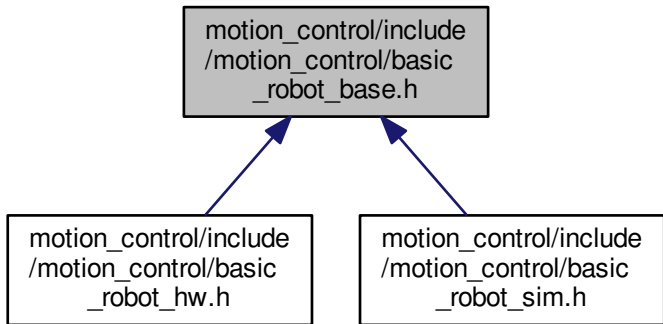 motion_control/include
/motion_control/basic
_robot_base.h
motion_control/include
/motion_control/basic
_robot_hw.h
motion_control/include
/motion_control/basic
_robot_sim.h